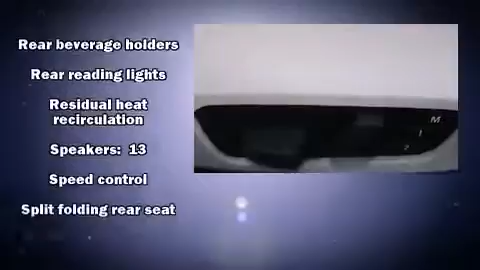 Rear beverage holders
Rear reading lights
Residual heat
recirculation
Speakers: 13
Speed control
Split folding rear seat
M
1
2